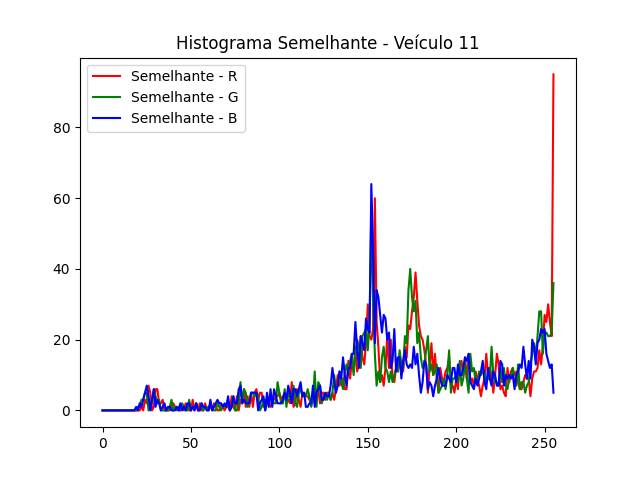 Histograma Semelhante - Veículo 11
Semelhante - R
Semelhante - G
Semelhante - B
80
60
40
20
0
0 50 100 150 200 250